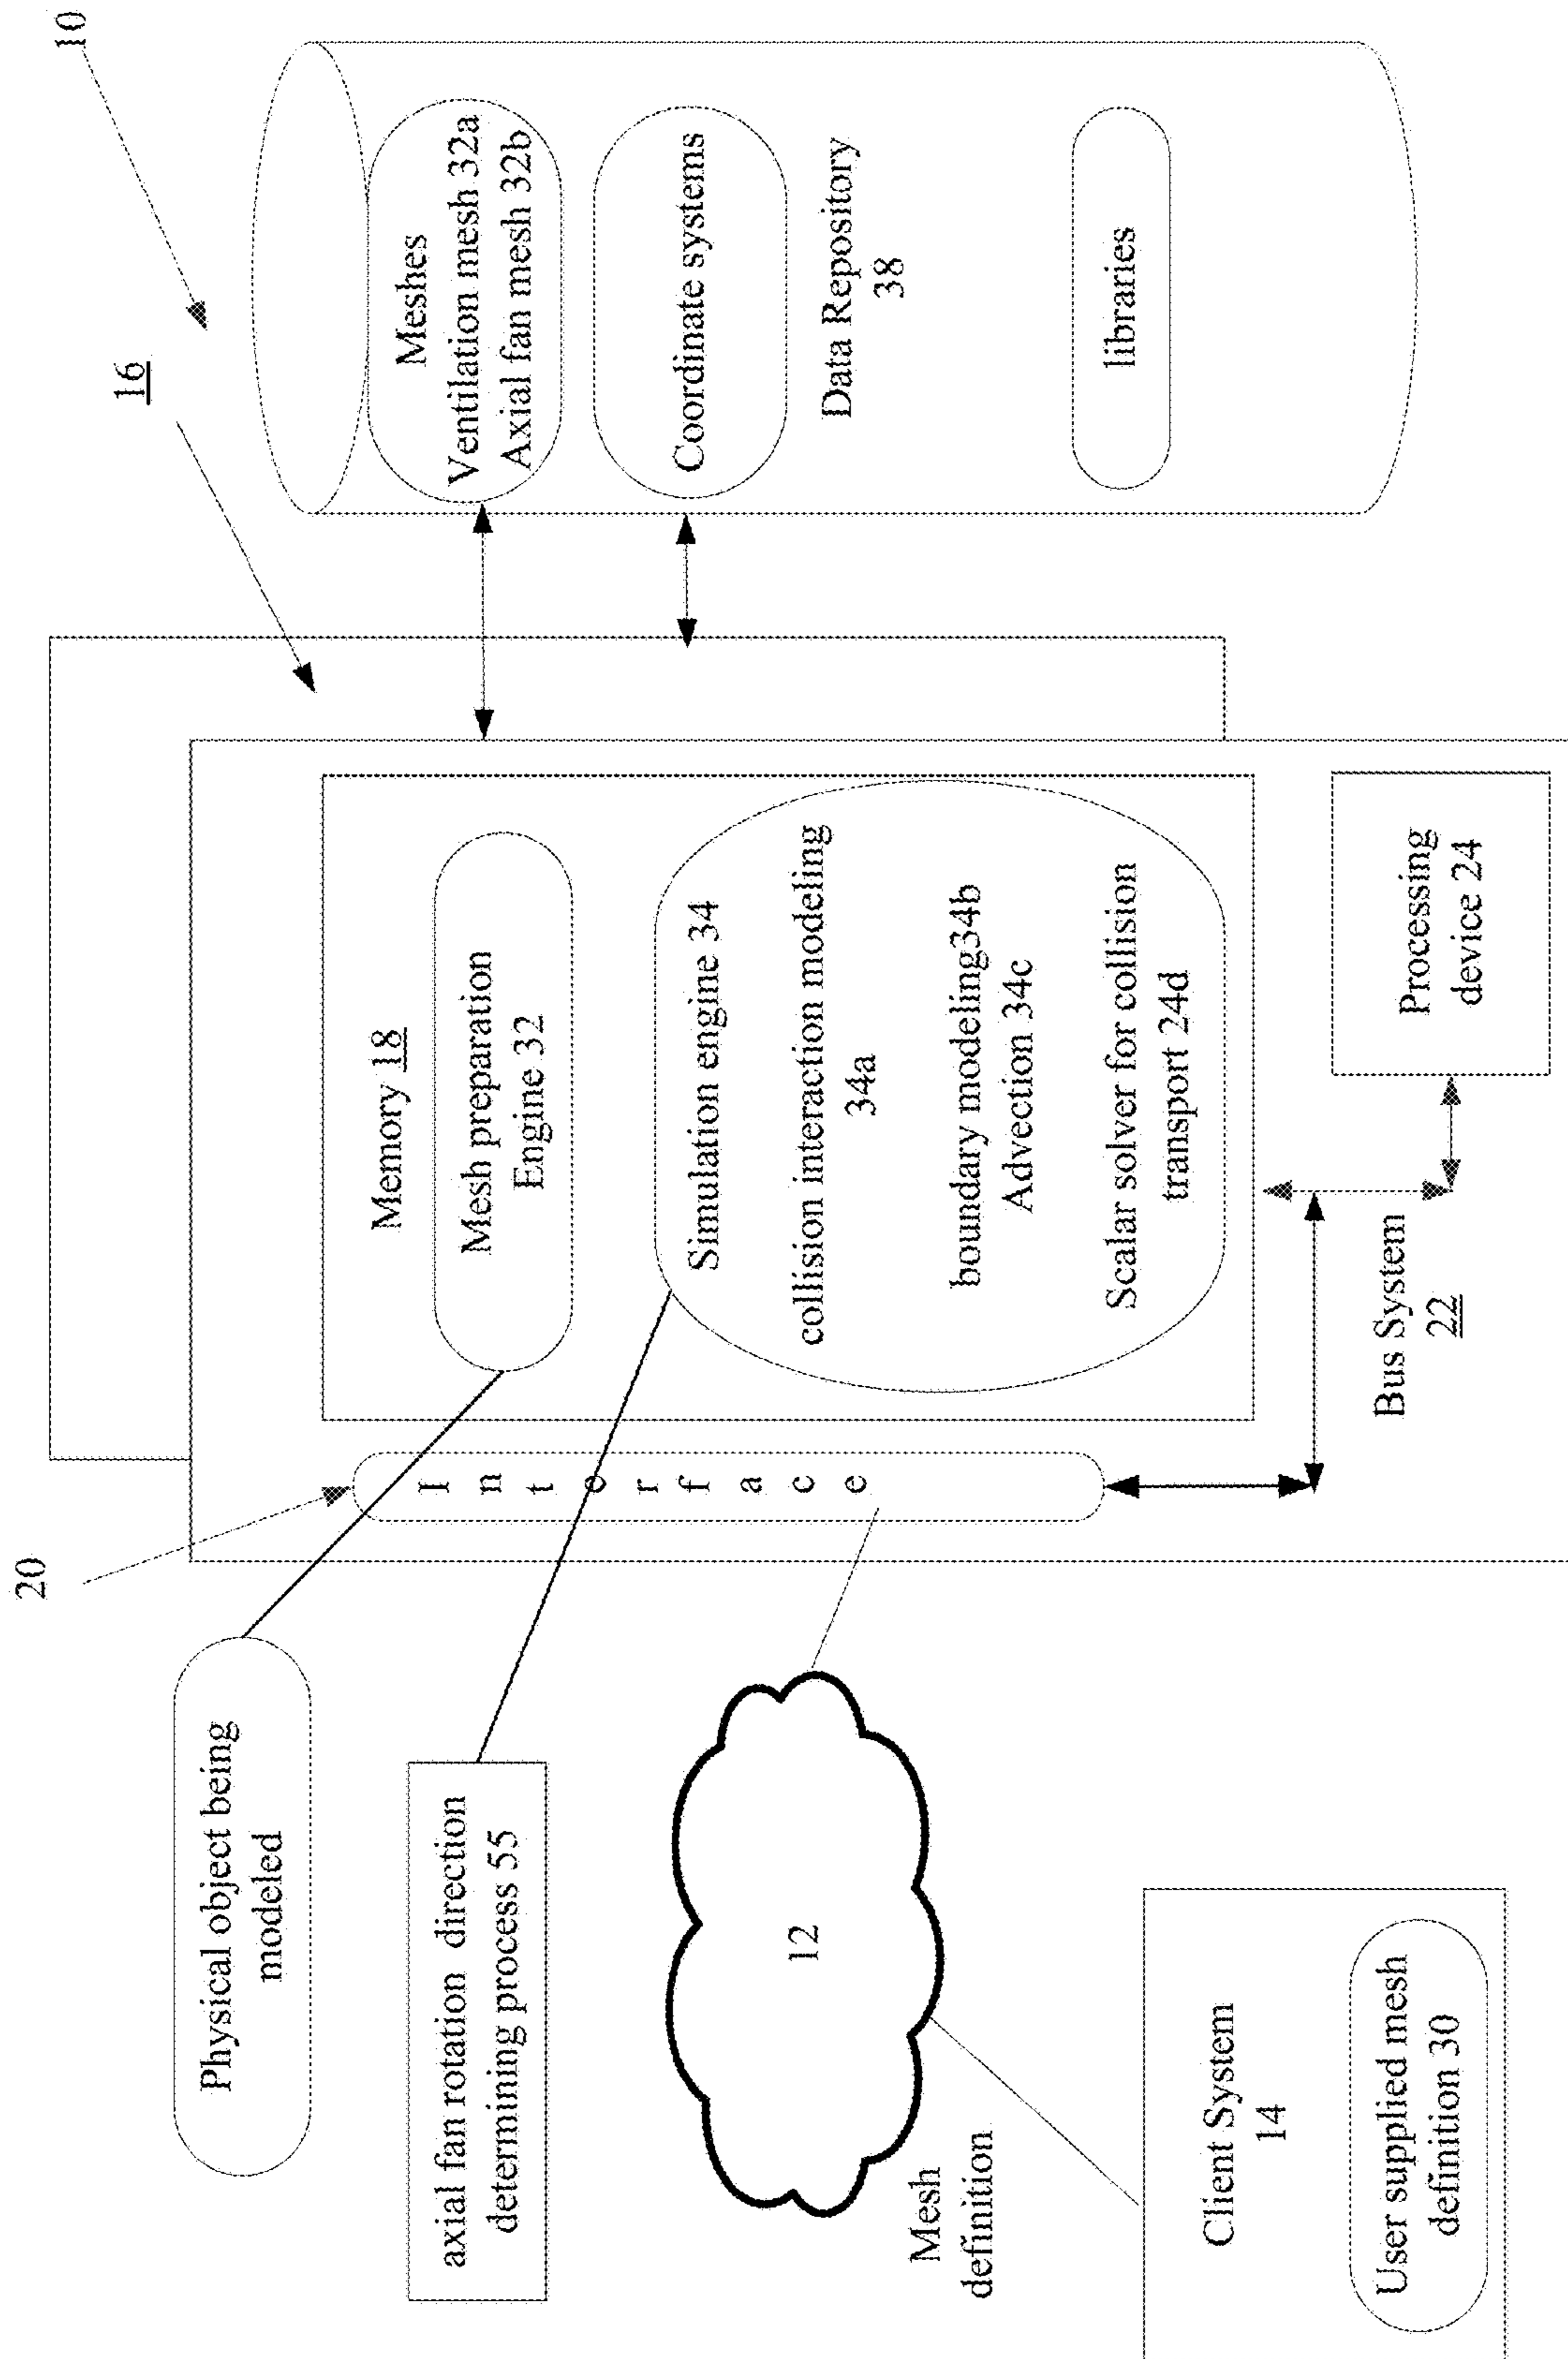 10
16
20
Physical object being
modeled
axial fan rotation direction
determining process 55
12
Mesh
definition
Client System
14
User supplied mesh
definition 30
Interface
Memory 18
Mesh preparation
Engine 32
Simulation engine 34
collision interaction modeling
34a
boundary modeling34b
Advection 34c
Scalar solver for collision
transport 24d
Bus System
22
Processing
device 24
Meshes
Ventilation mesh 32a
Axial fan mesh 32b
Coordinate systems
Data Repository
38
libraries